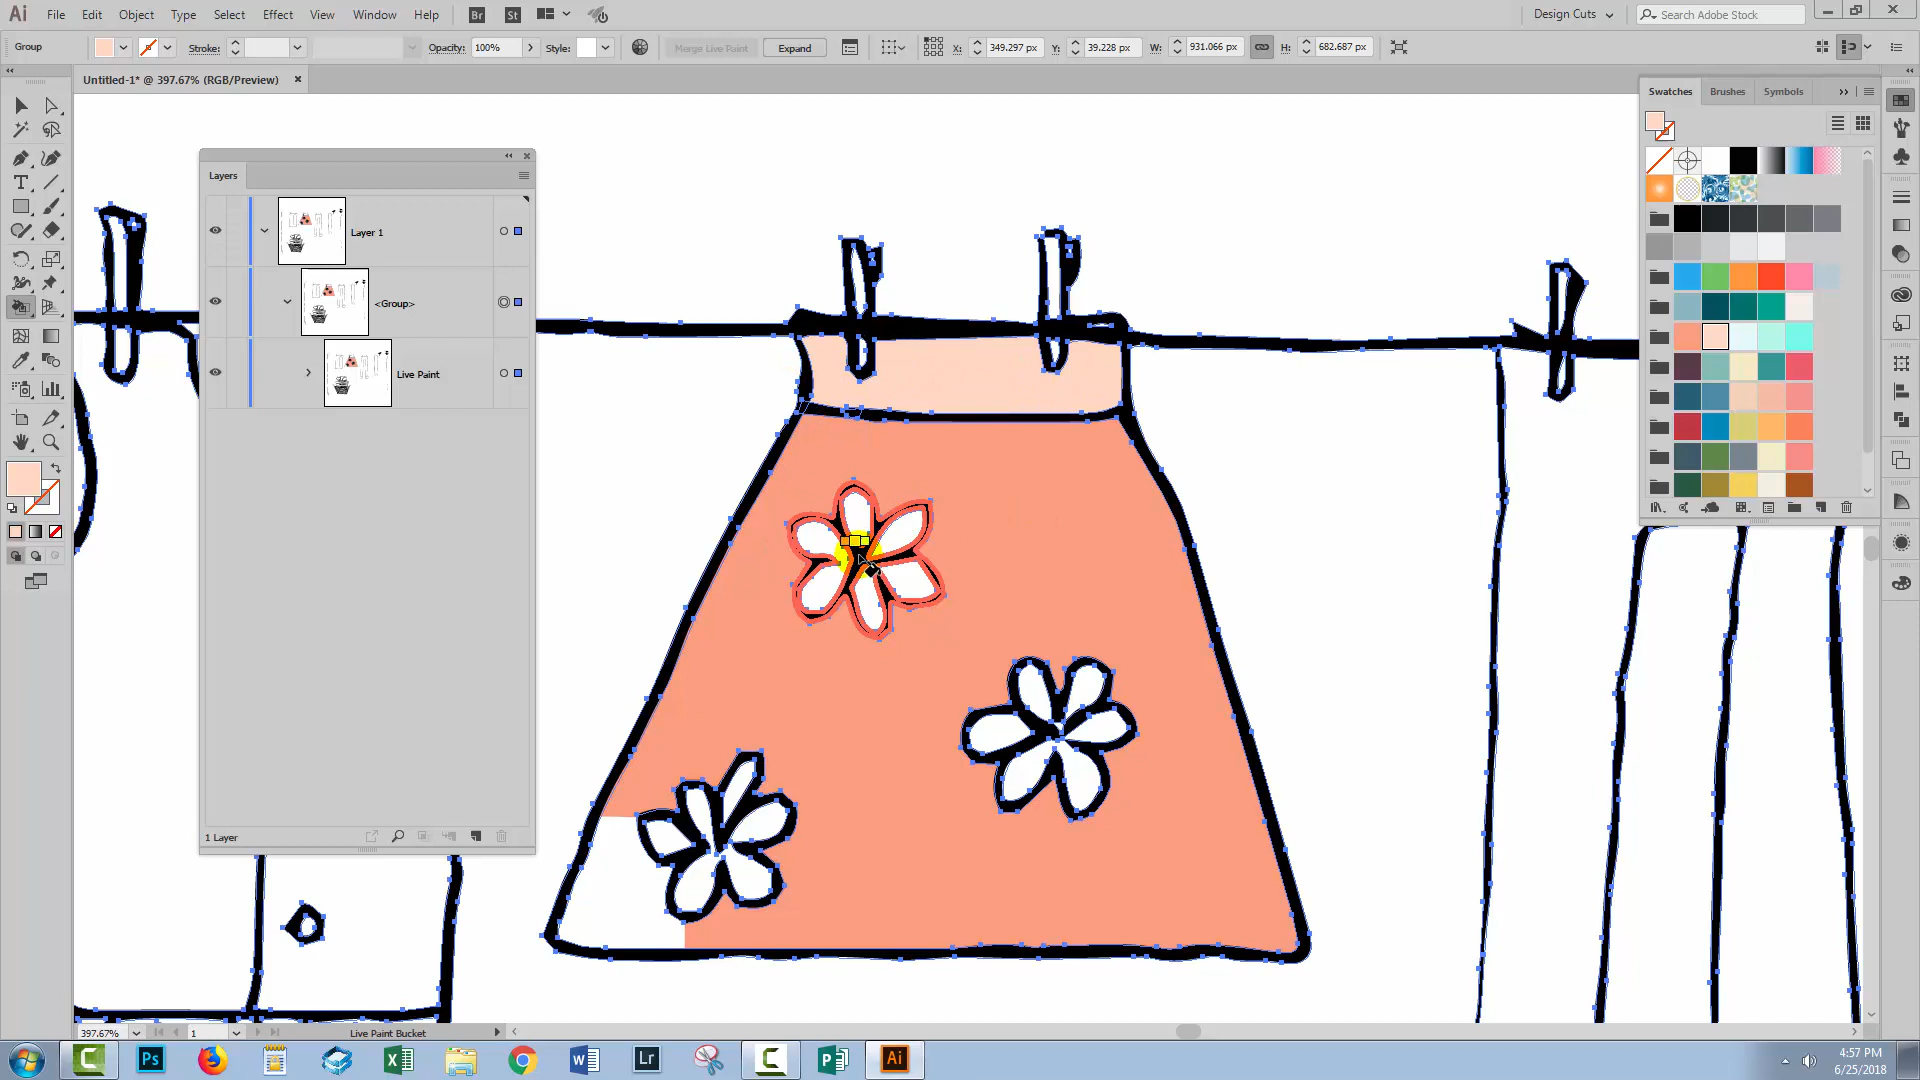 Ai File Edit Object Type Select Effect View Window Help Br St Design Cuts Search Adobe Stock
Group Stroke: Opacity: 100% Style: Merge Live Paint Expand X: 349.297 px Y: 39.228 px W: 931.066 px H: 682.687 px
Untitled-1* @ 397.67% (RGB/Preview)
Swatches Brushes Symbols
Layers
Layer 1
<Group>
Live Paint
1 Layer
397.67% 1 Live Paint Bucket
Ps Lr Ai
4:57 PM
6/25/2018